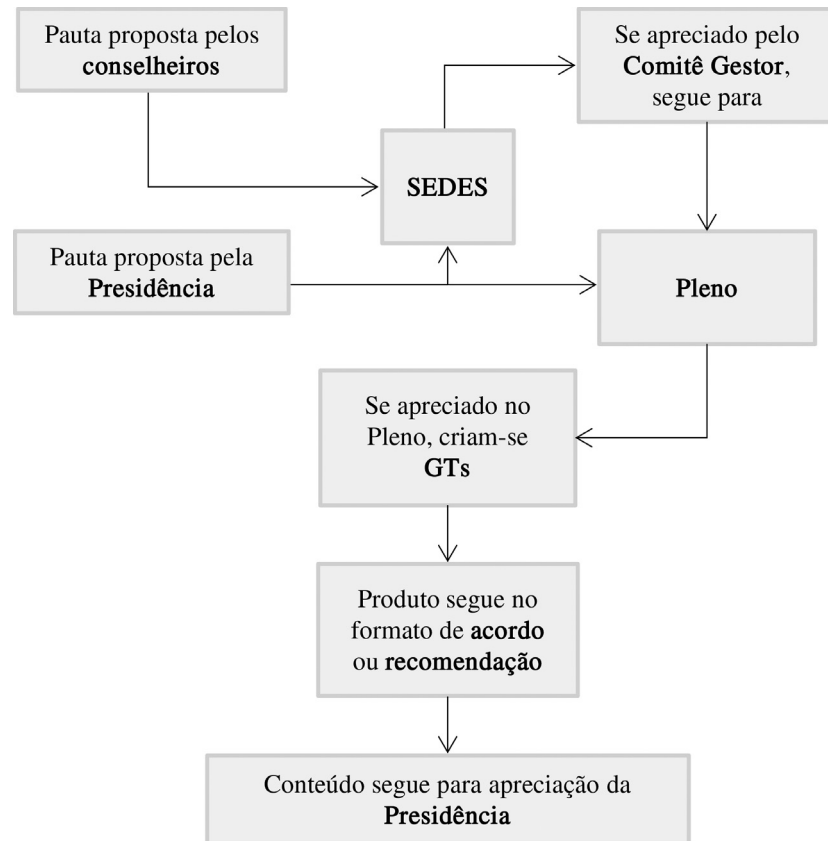 Pauta proposta pelos
conselheiros
Se apreciado pelo
Comitê Gestor,
segue para
SEDES
Pauta proposta pela
Presidência
Pleno
Se apreciado no
Pleno, criam-se
GTs
Produto segue no
formato de acordo
ou recomendação
Conteúdo segue para apreciação da
Presidência